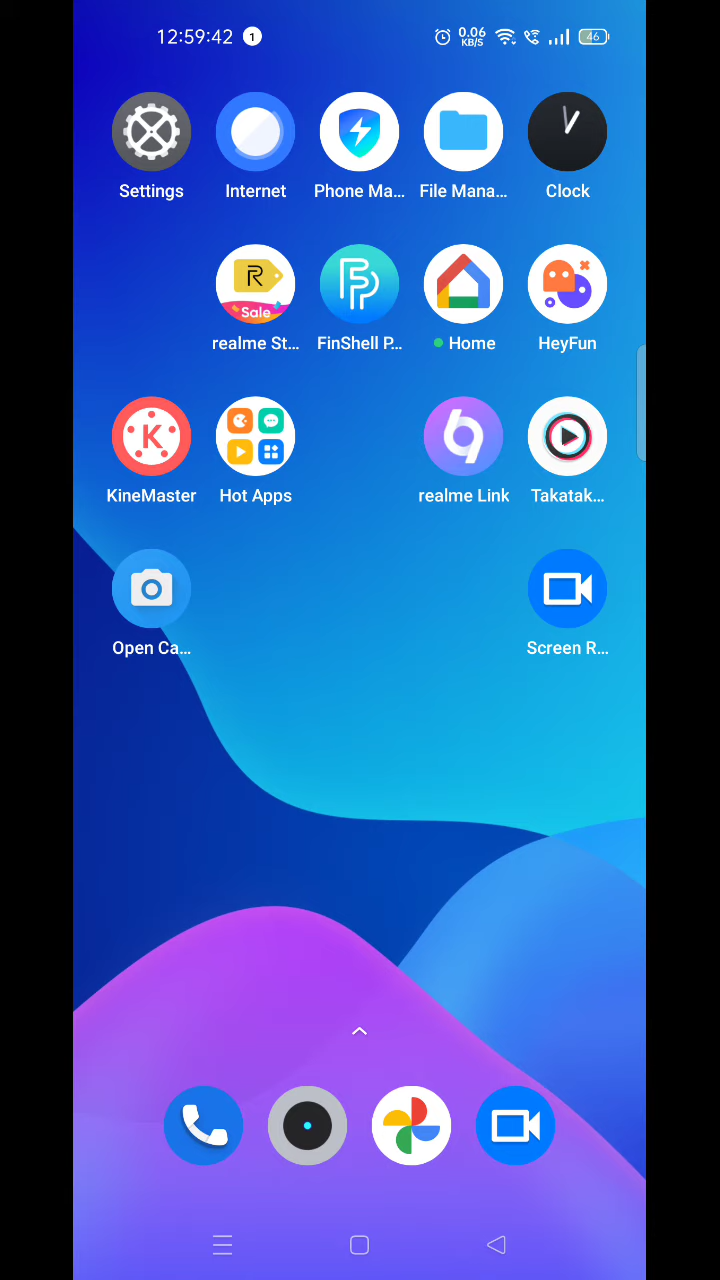 12:59:42 1 0.06 KB/S 46
Settings Internet Phone Ma... File Mana... Clock
R
Sale
realme St... FinShell P... Home HeyFun
K
KineMaster Hot Apps realme Link Takatak...
Open Ca... Screen R...